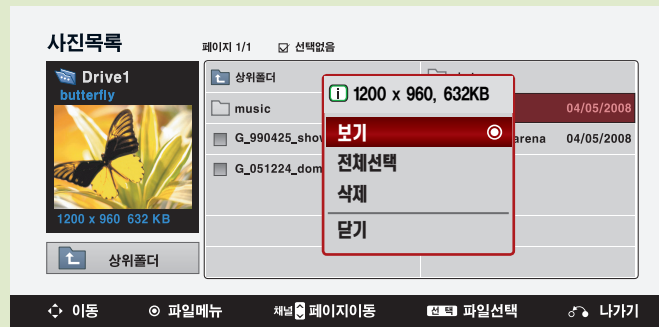 사진목록
페이지 1/1
선택없음
Drive1
butterfly
1200 x 960 632 KB
상위폴더
상위폴더
music
04/05/2008
G_990425_sho
arena 04/05/2008
G_051224_dom
i 1200 x 960, 632KB
보기
전체선택
삭제
닫기
이동
파일메뉴
채널 페이지이동
선택 파일선택
나가기